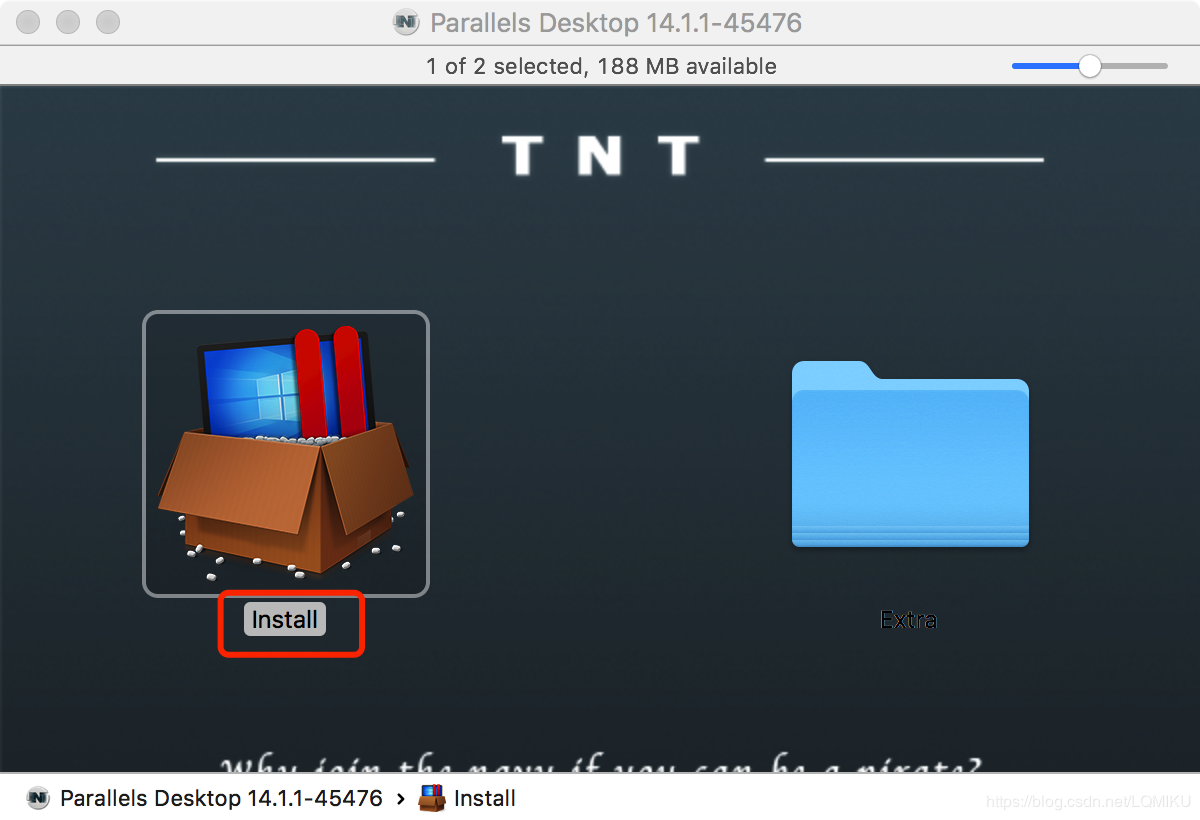 Parallels Desktop 14.1.1-45476
1 of 2 selected, 188 MB available
T N T
Install
Extra
Why join the navy if you can be a pirate?
Parallels Desktop 14.1.1-45476 › Install
https://blog.csdn.net/LQMIKU